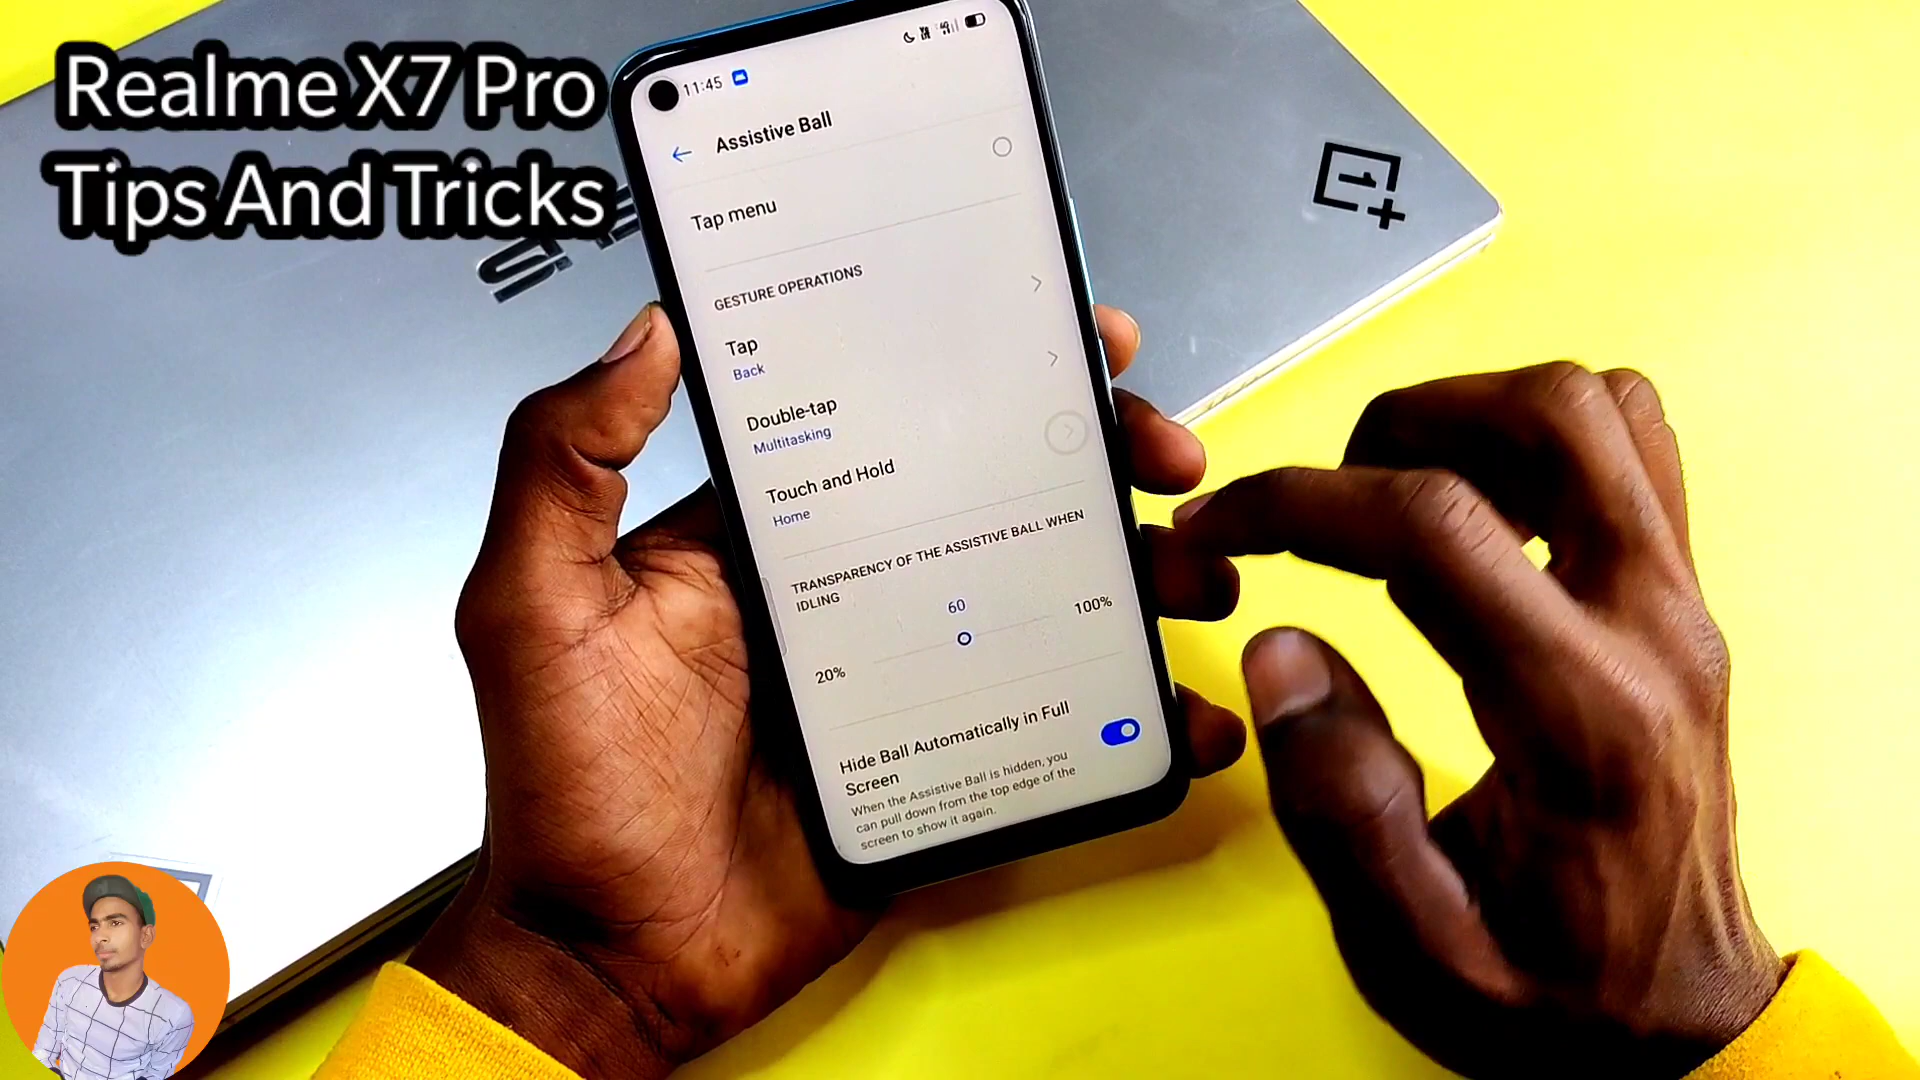 Realme X7 Pro
Tips And Tricks
11:45
Assistive Ball
Tap menu
GESTURE OPERATIONS
Tap
Back
Double-tap
Multitasking
Touch and Hold
Home
TRANSPARENCY OF THE ASSISTIVE BALL WHEN
IDLING
60
20%
100%
Hide Ball Automatically in Full
Screen
When the Assistive Ball is hidden, you
can pull down from the top edge of the
screen to show it again.